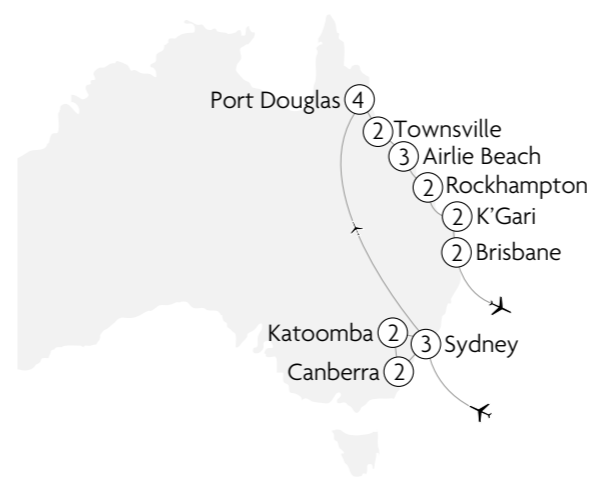 Port Douglas 4
2 Townsville
3 Airlie Beach
2 Rockhampton
2 K'Gari
2 Brisbane
Katoomba 2
3 Sydney
Canberra 2